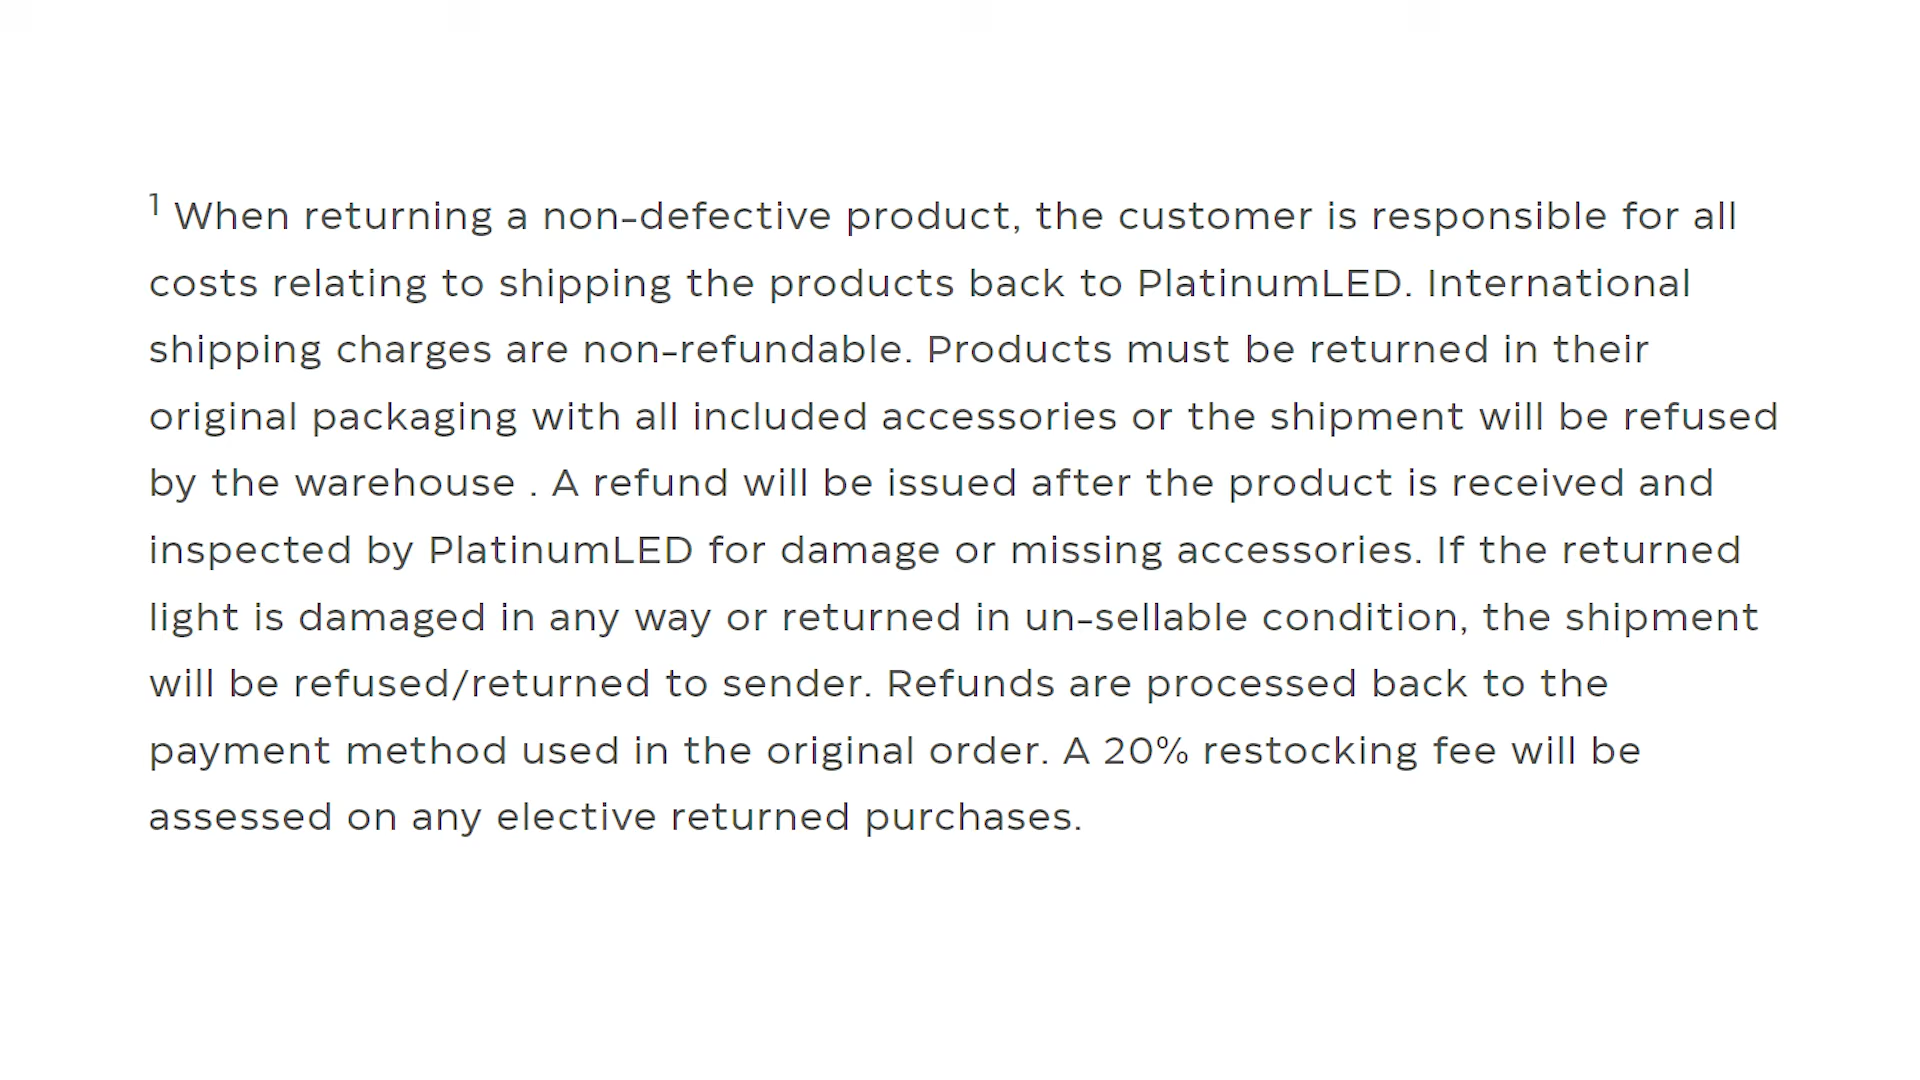 1 When returning a non-defective product, the customer is responsible for all
costs relating to shipping the products back to PlatinumLED. International
shipping charges are non-refundable. Products must be returned in their
original packaging with all included accessories or the shipment will be refused
by the warehouse . A refund will be issued after the product is received and
inspected by PlatinumLED for damage or missing accessories. If the returned
light is damaged in any way or returned in un-sellable condition, the shipment
will be refused/returned to sender. Refunds are processed back to the
payment method used in the original order. A 20% restocking fee will be
assessed on any elective returned purchases.